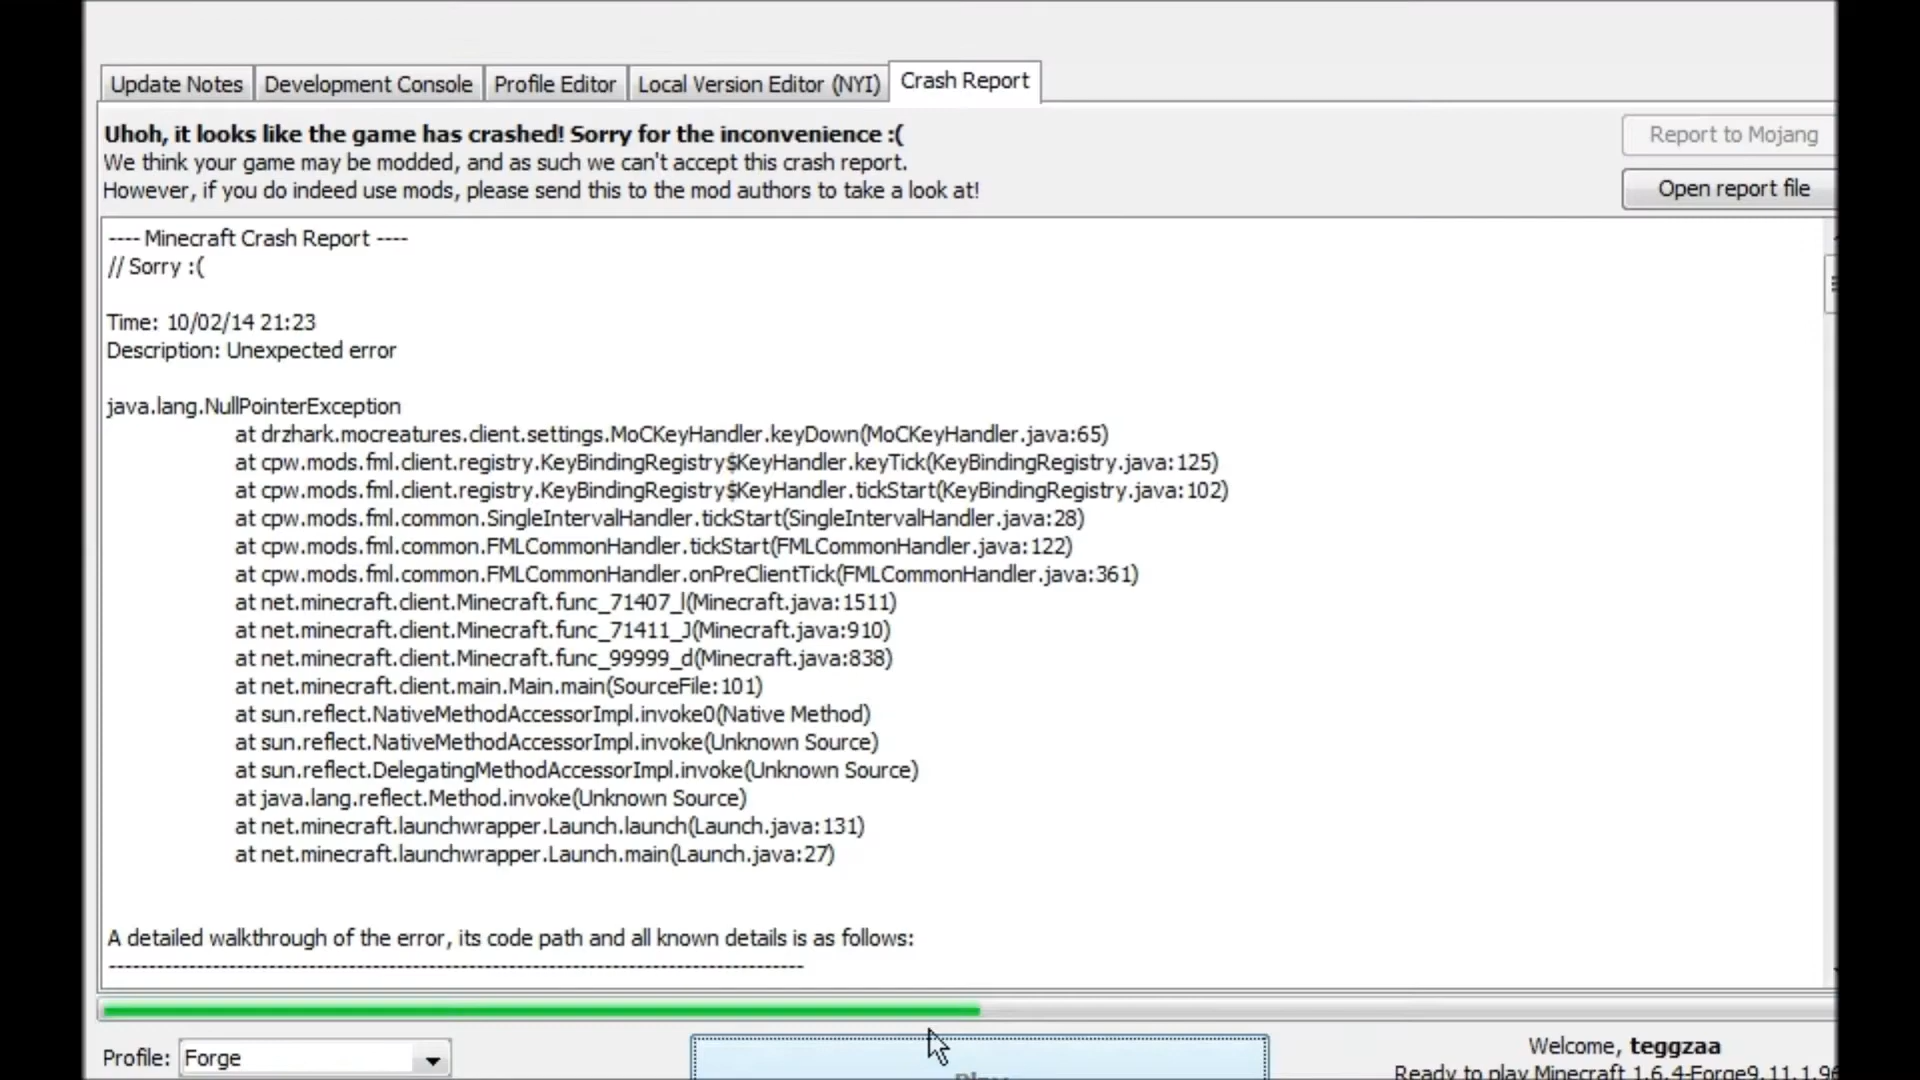 Update Notes Development Console Profile Editor Local Version Editor (NYI) Crash Report
Uhoh, it looks like the game has crashed! Sorry for the inconvenience :(
We think your game may be modded, and as such we can't accept this crash report.
However, if you do indeed use mods, please send this to the mod authors to take a look at!
Report to Mojang
Open report file
---- Minecraft Crash Report ----
// Sorry :(
Time: 10/02/14 21:23
Description: Unexpected error
java.lang.NullPointerException
at drzhark.mocreatures.client.settings.MoCKeyHandler.keyDown(MoCKeyHandler.java:65)
at cpw.mods.fml.client.registry.KeyBindingRegistry$KeyHandler.keyTick(KeyBindingRegistry.java:125)
at cpw.mods.fml.client.registry.KeyBindingRegistry$KeyHandler.tickStart(KeyBindingRegistry.java:102)
at cpw.mods.fml.common.SingleIntervalHandler.tickStart(SingleIntervalHandler.java:28)
at cpw.mods.fml.common.FMLCommonHandler.tickStart(FMLCommonHandler.java:122)
at cpw.mods.fml.common.FMLCommonHandler.onPreClientTick(FMLCommonHandler.java:361)
at net.minecraft.client.Minecraft.func_71407_l(Minecraft.java:1511)
at net.minecraft.client.Minecraft.func_71411_J(Minecraft.java:910)
at net.minecraft.client.Minecraft.func_99999_d(Minecraft.java:838)
at net.minecraft.client.main.Main.main(SourceFile:101)
at sun.reflect.NativeMethodAccessorImpl.invoke0(Native Method)
at sun.reflect.NativeMethodAccessorImpl.invoke(Unknown Source)
at sun.reflect.DelegatingMethodAccessorImpl.invoke(Unknown Source)
at java.lang.reflect.Method.invoke(Unknown Source)
at net.minecraft.launchwrapper.Launch.launch(Launch.java:131)
at net.minecraft.launchwrapper.Launch.main(Launch.java:27)
A detailed walkthrough of the error, its code path and all known details is as follows:
---------------------------------------------------------------------------------------
Profile: Forge
Welcome, teggzaa
Ready to play Minecraft 1.6.4-Forge9.11.1.96